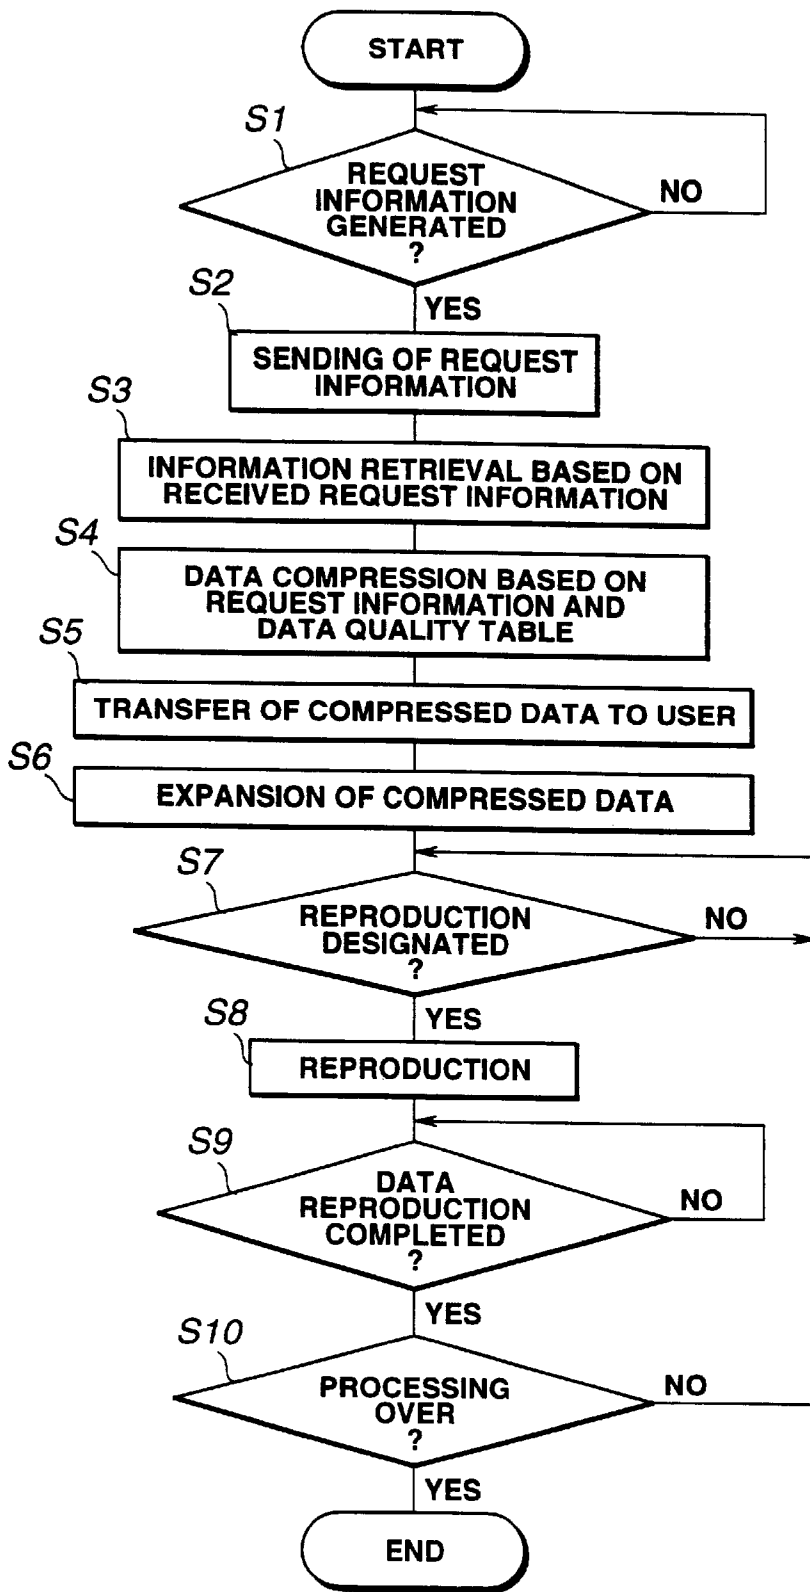 START
S1
REQUEST
INFORMATION
GENERATED
?
NO
YES
S2
SENDING OF REQUEST
INFORMATION
S3
INFORMATION RETRIEVAL BASED ON
RECEIVED REQUEST INFORMATION
S4
DATA COMPRESSION BASED ON
REQUEST INFORMATION AND
DATA QUALITY TABLE
S5
TRANSFER OF COMPRESSED DATA TO USER
S6
EXPANSION OF COMPRESSED DATA
S7
REPRODUCTION
DESIGNATED
?
NO
YES
S8
REPRODUCTION
S9
DATA
REPRODUCTION
COMPLETED
?
NO
YES
S10
PROCESSING
OVER
?
NO
YES
END